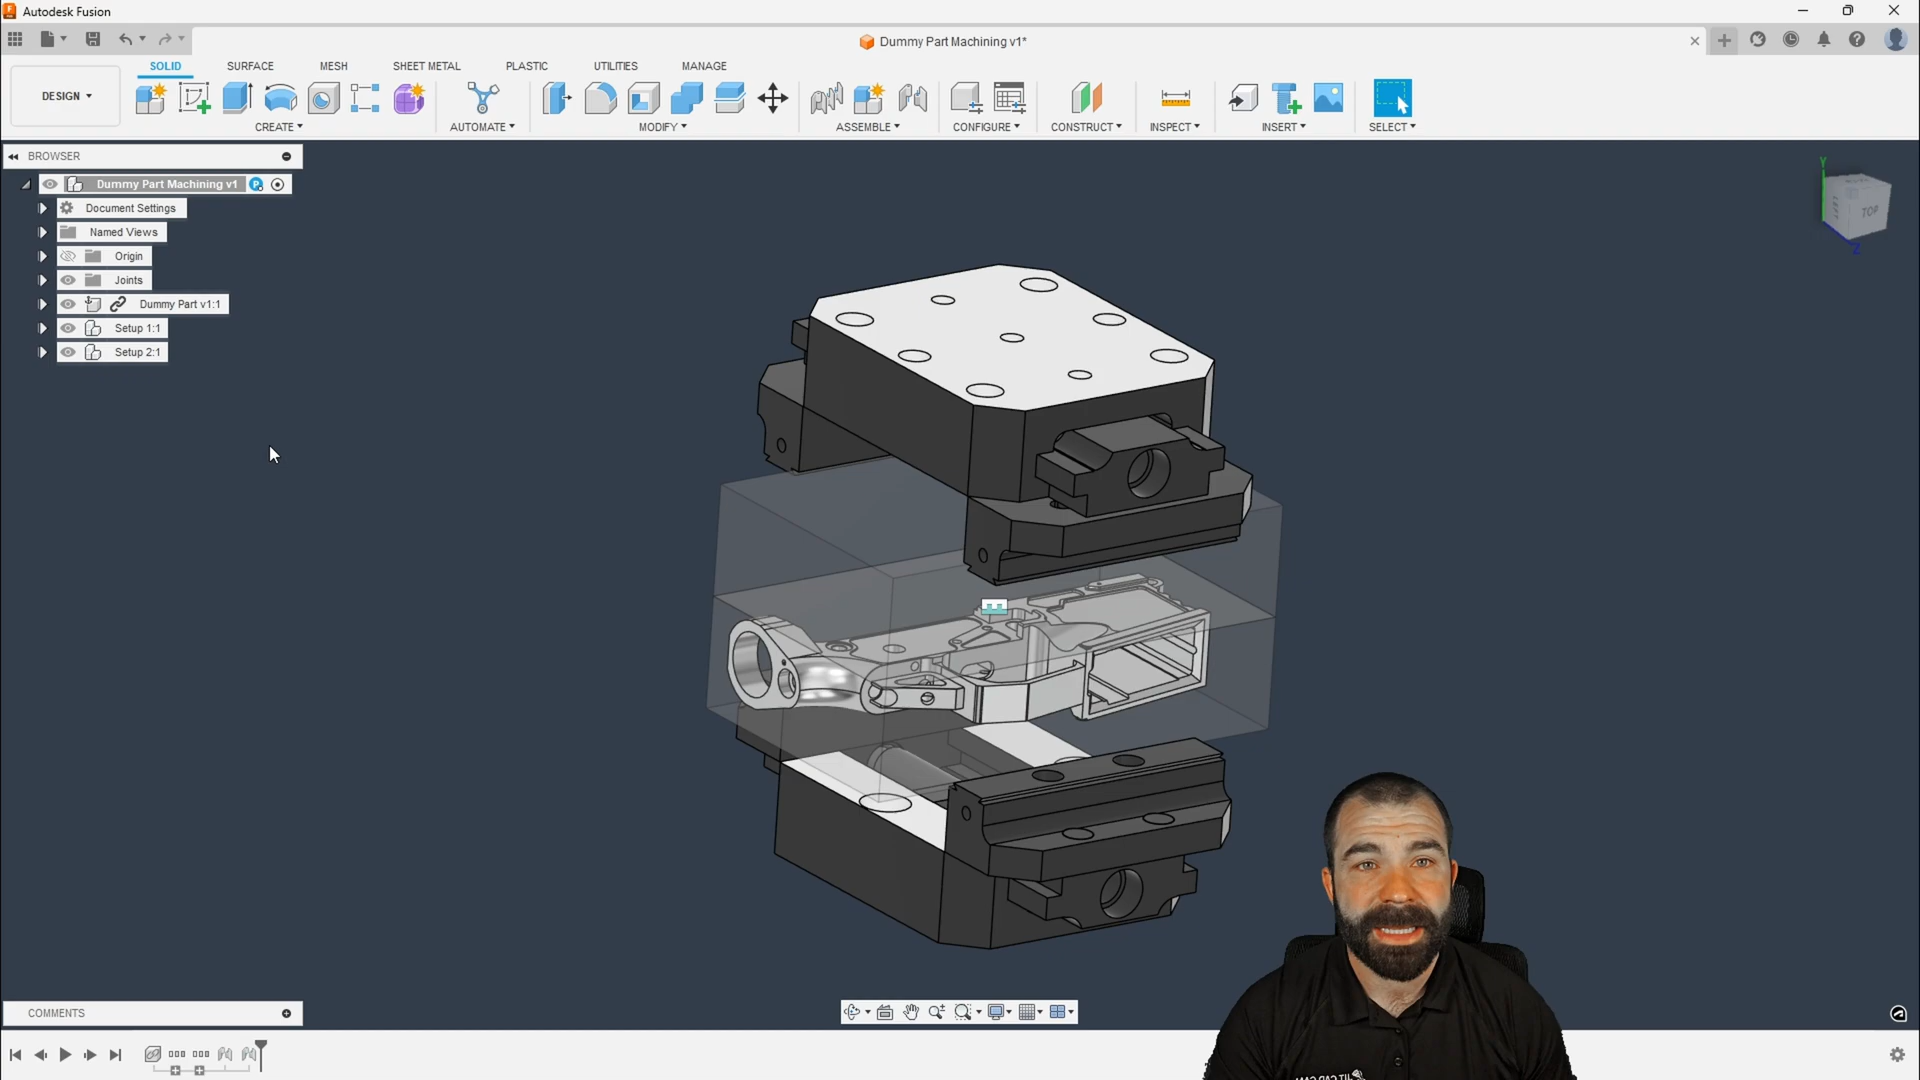 Autodesk Fusion
Dummy Part Machining v1*
DESIGN
SOLID
SURFACE
MESH
SHEET METAL
PLASTIC
UTILITIES
MANAGE
CREATE
AUTOMATE
MODIFY
ASSEMBLE
CONFIGURE
CONSTRUCT
INSPECT
INSERT
SELECT
BROWSER
Dummy Part Machining v1
Document Settings
Named Views
Origin
Joints
Dummy Part v1:1
Setup 1:1
Setup 2:1
Y
TOP
Z
COMMENTS